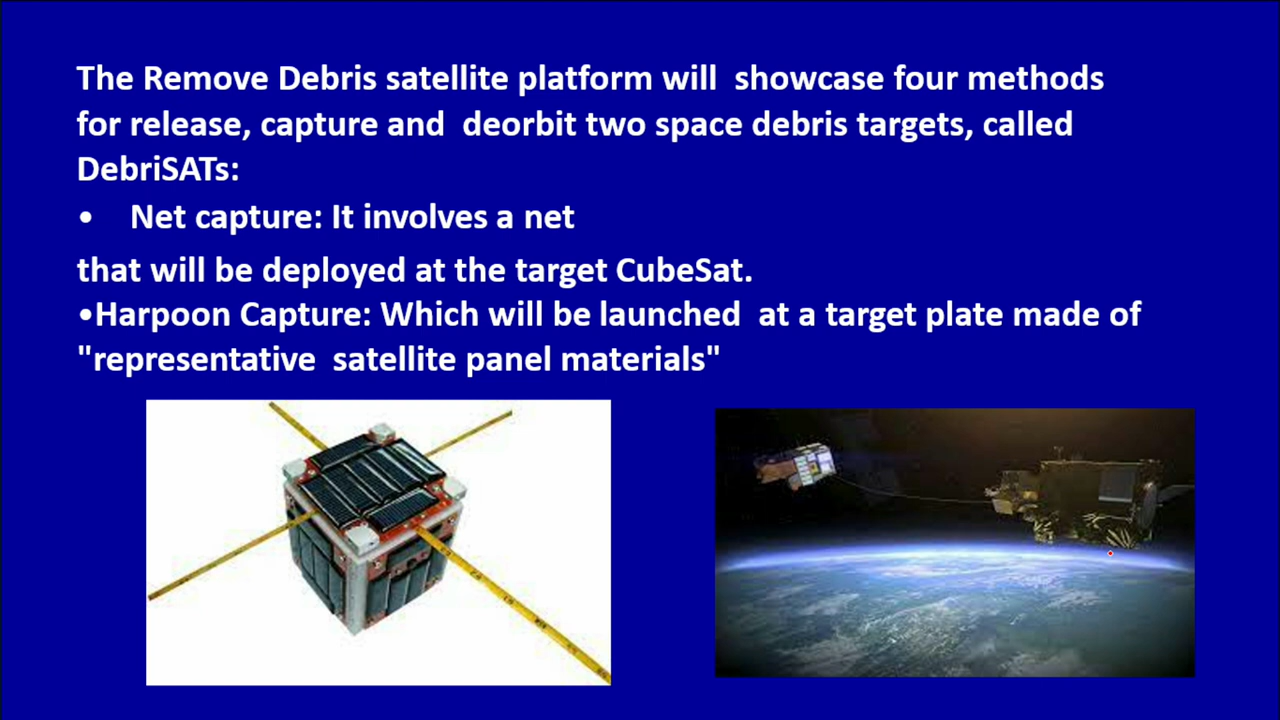 The Remove Debris satellite platform will showcase four methods
for release, capture and deorbit two space debris targets, called
DebriSATs:
• Net capture: It involves a net
that will be deployed at the target CubeSat.
•Harpoon Capture: Which will be launched at a target plate made of
"representative satellite panel materials"